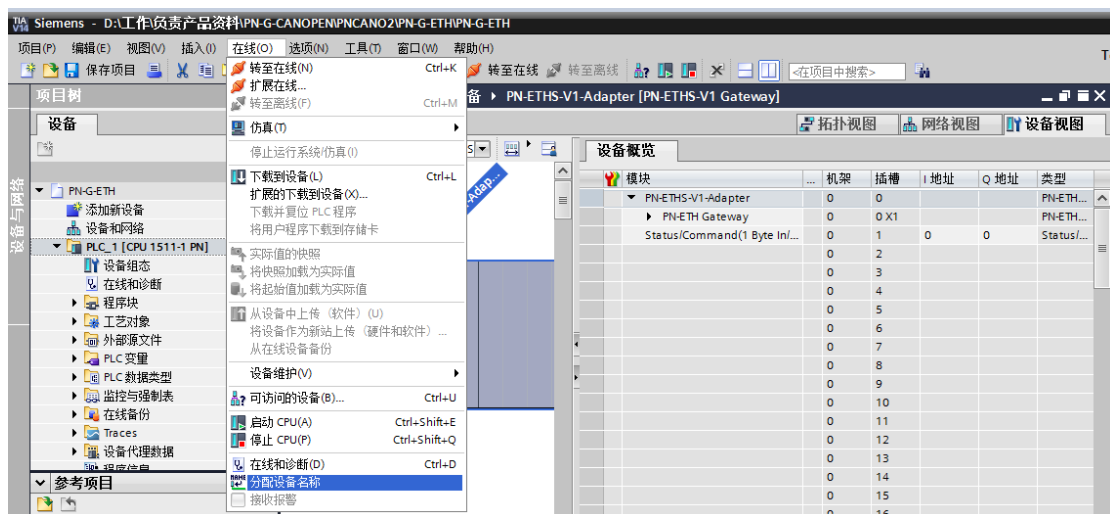 Siemens - D:\工作\负责产品资料\PN-G-CANOPEN\PNCANO2\PN-G-ETH\PN-G-ETH
项目(P) 编辑(E) 视图(V) 插入(I) 在线(O) 选项(N) 工具(T) 窗口(W) 帮助(H)
保存项目 转至在线 转至离线 <在项目中搜索>
项目树
备 PN-ETHS-V1-Adapter [PN-ETHS-V1 Gateway]
设备
拓扑视图 网络视图 设备视图
设备与网络
PN-G-ETH
添加新设备
设备和网络
PLC_1 [CPU 1511-1 PN]
设备组态
在线和诊断
程序块
工艺对象
外部源文件
PLC 变量
PLC 数据类型
监控与强制表
在线备份
Traces
设备代理数据
程序信息
参考项目
转至在线(N) Ctrl+K
扩展在线...
转至离线(F) Ctrl+M
仿真(T)
停止运行系统/仿真(I)
下载到设备(L) Ctrl+L
扩展的下载到设备(X)...
下载并复位 PLC 程序
将用户程序下载到存储卡
实际值的快照
将快照加载为实际值
将起始值加载为实际值
从设备中上传（软件）(U)
将设备作为新站上传（硬件和软件）...
从在线设备备份
设备维护(V)
可访问的设备(B)... Ctrl+U
启动 CPU(A) Ctrl+Shift+E
停止 CPU(P) Ctrl+Shift+Q
在线和诊断(D) Ctrl+D
分配设备名称
接收报警
设备概览
模块 ... 机架 插槽 I 地址 Q 地址 类型
PN-ETHS-V1-Adapter 0 0 PN-ETH...
PN-ETH Gateway 0 0 X1 PN-ETH...
Status/Command(1 Byte In/... 0 1 0 0 Status/...
0 2
0 3
0 4
0 5
0 6
0 7
0 8
0 9
0 10
0 11
0 12
0 13
0 14
0 15
0 16